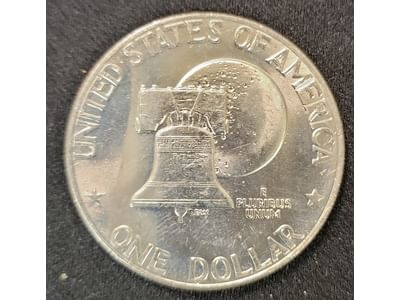 UNITED STATES OF AMERICA
E
PLURIBUS
UNUM
ONE DOLLAR